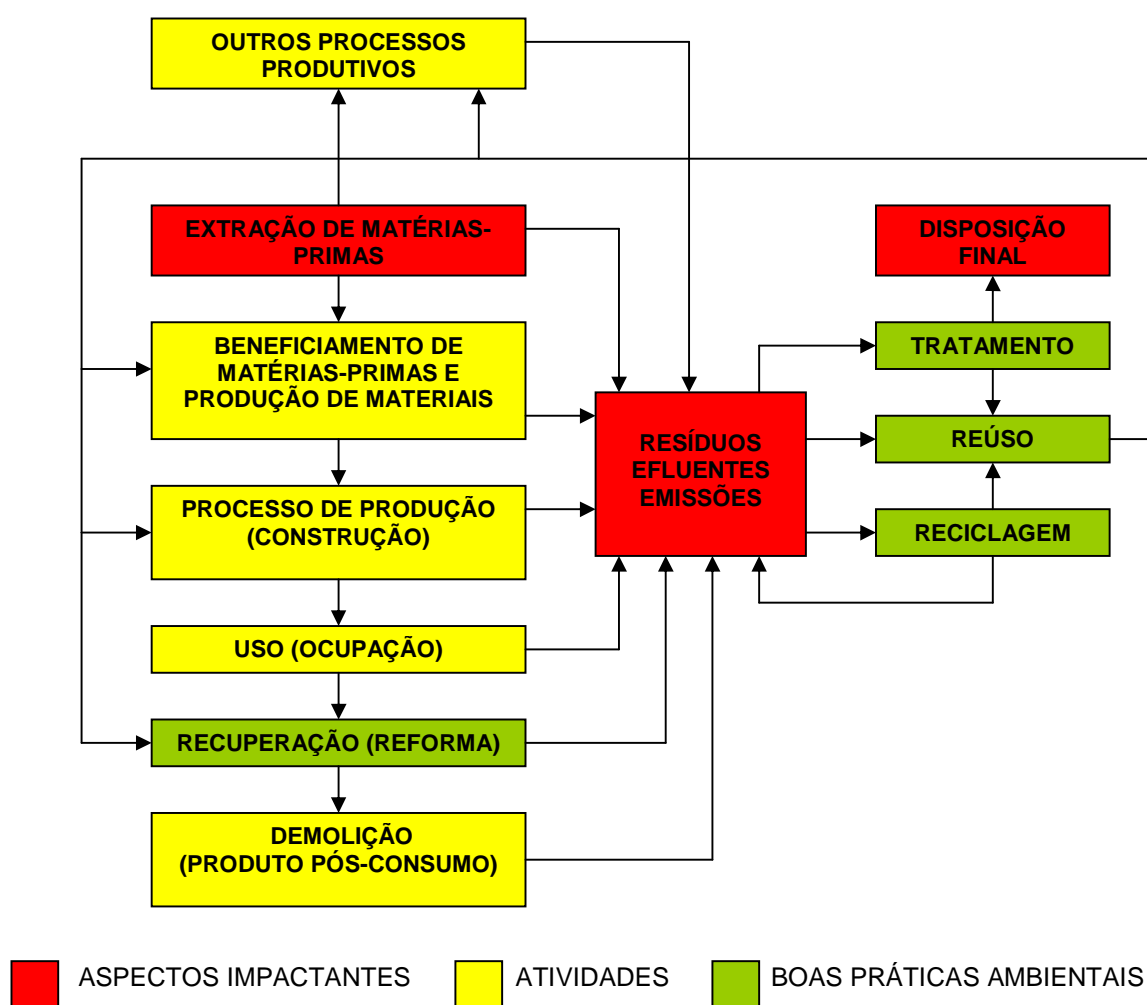 OUTROS PROCESSOS
PRODUTIVOS
EXTRAÇÃO DE MATÉRIAS-
PRIMAS
BENEFICIAMENTO DE
MATÉRIAS-PRIMAS E
PRODUÇÃO DE MATERIAIS
PROCESSO DE PRODUÇÃO
(CONSTRUÇÃO)
USO (OCUPAÇÃO)
RECUPERAÇÃO (REFORMA)
DEMOLIÇÃO
(PRODUTO PÓS-CONSUMO)
RESÍDUOS
EFLUENTES
EMISSÕES
DISPOSIÇÃO
FINAL
TRATAMENTO
REÚSO
RECICLAGEM
ASPECTOS IMPACTANTES
ATIVIDADES
BOAS PRÁTICAS AMBIENTAIS